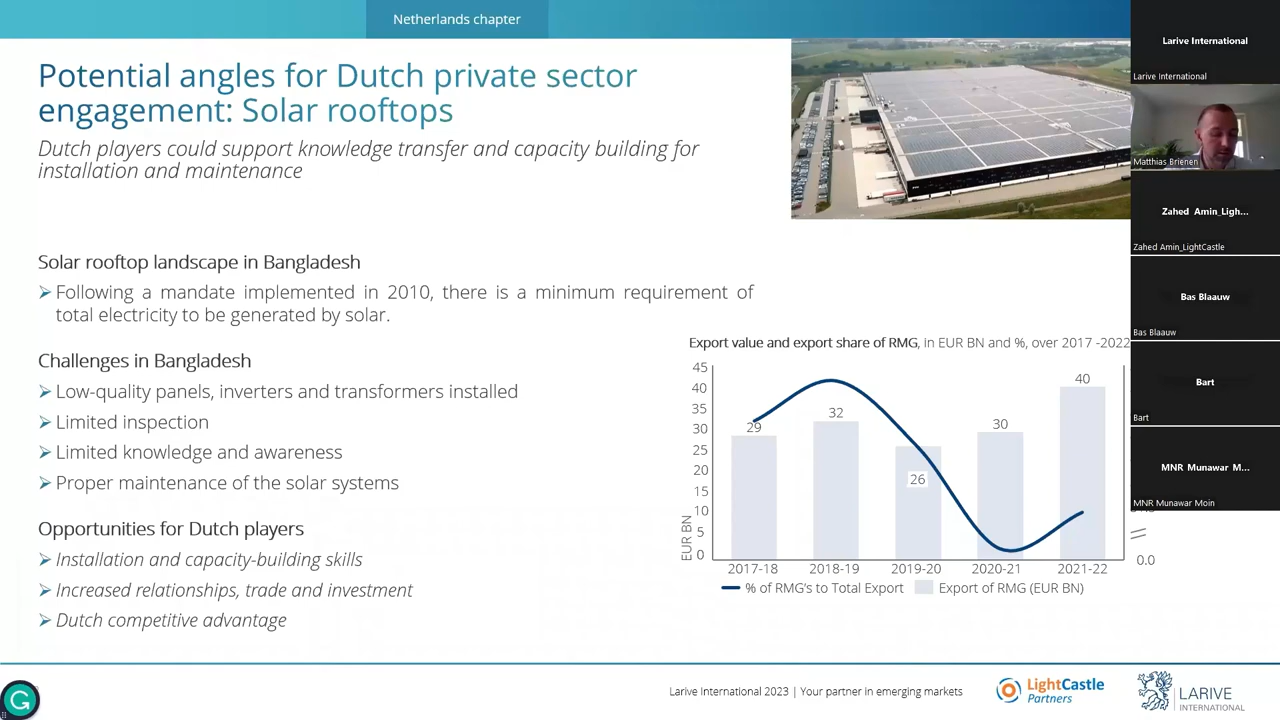 Netherlands chapter
Potential angles for Dutch private sector
engagement: Solar rooftops
Dutch players could support knowledge transfer and capacity building for
installation and maintenance
Solar rooftop landscape in Bangladesh
Following a mandate implemented in 2010, there is a minimum requirement of
total electricity to be generated by solar.
Challenges in Bangladesh
Low-quality panels, inverters and transformers installed
Limited inspection
Limited knowledge and awareness
Proper maintenance of the solar systems
Opportunities for Dutch players
Installation and capacity-building skills
Increased relationships, trade and investment
Dutch competitive advantage
Export value and export share of RMG, in EUR BN and %, over 2017 -2022
45
40
35
30
25
20
15
10
5
0
EUR BN
29
32
26
30
40
0.0
2017-18
2018-19
2019-20
2020-21
2021-22
% of RMG's to Total Export
Export of RMG (EUR BN)
Larive International 2023 | Your partner in emerging markets
LightCastle
Partners
LARIVE
INTERNATIONAL
Larive International
Larive International
Matthias Brienen
Zahed Amin_Ligh...
Zahed Amin_LightCastle
Bas Blaauw
Bas Blaauw
Bart
Bart
MNR Munawar M...
MNR Munawar Moin
G